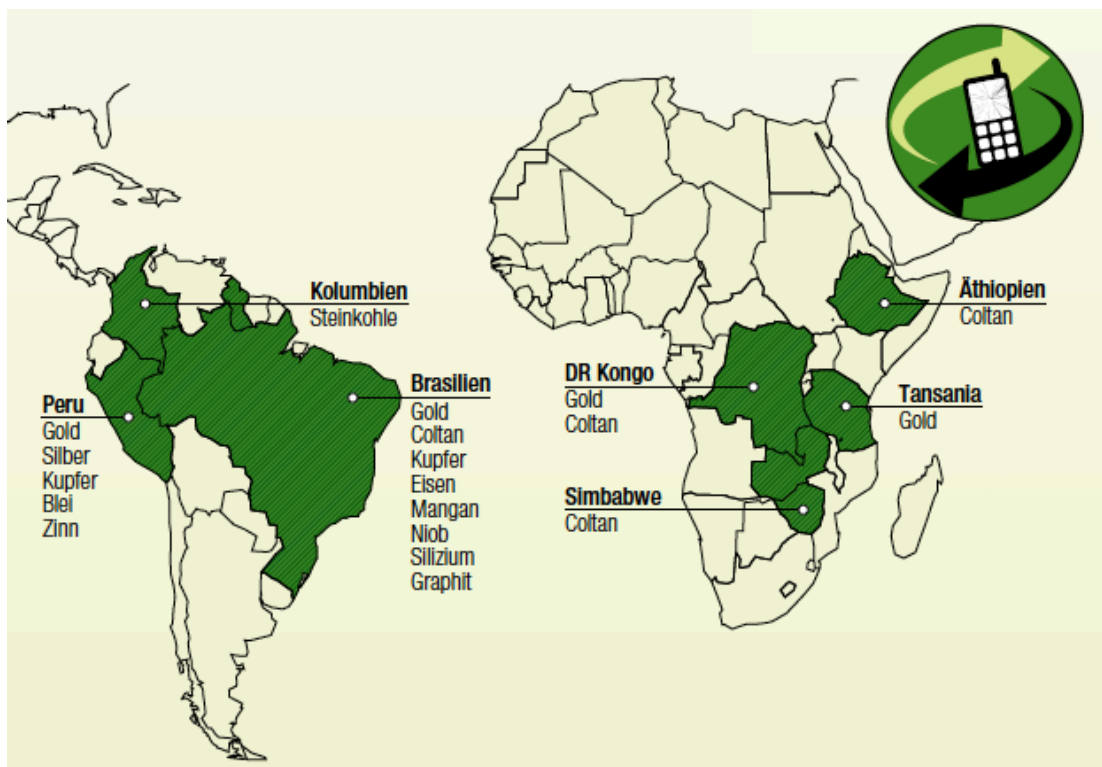 Kolumbien
Steinkohle
Peru
Gold
Silber
Kupfer
Blei
Zinn
Brasilien
Gold
Coltan
Kupfer
Eisen
Mangan
Niob
Silizium
Graphit
Äthiopien
Coltan
DR Kongo
Gold
Coltan
Tansania
Gold
Simbabwe
Coltan